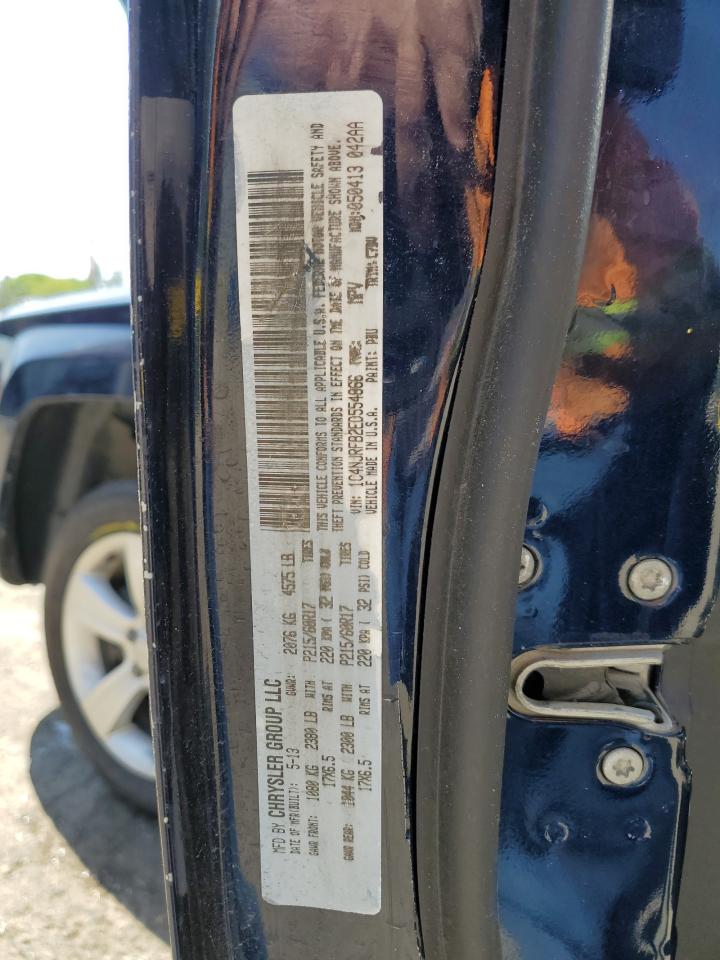 MFD BY CHRYSLER GROUP LLC
DATE OF MFR(BUILT): 5-13 GVWR: 2076 KG 4575 LB
GAWR FRONT: 1080 KG 2380 LB WITH P215/60R17 TIRES
17X6.5 RIMS AT 220 KPA ( 32 PSI) COLD
GAWR REAR: 1044 KG 2300 LB WITH P215/60R17 TIRES
17X6.5 RIMS AT 220 KPA ( 32 PSI) COLD
THIS VEHICLE CONFORMS TO ALL APPLICABLE U.S.A. FEDERAL MOTOR VEHICLE SAFETY AND
THEFT PREVENTION STANDARDS IN EFFECT ON THE DATE OF MANUFACTURE SHOWN ABOVE.
VIN: 1C4NJRFB2ED554866 TYPE: MPV MDH:050413 042AA
VEHICLE MADE IN U.S.A. PAINT: PBU TRIM: